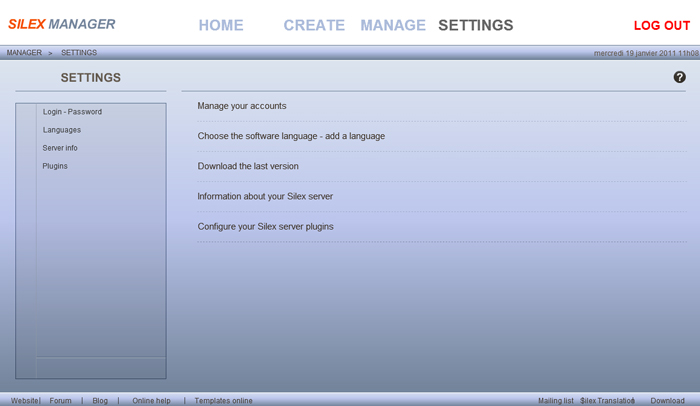 SILEX MANAGER HOME CREATE MANAGE SETTINGS LOG OUT
MANAGER > SETTINGS mercredi 19 janvier 2011 11h08
SETTINGS ?
Login - Password
Languages
Server info
Plugins
Manage your accounts
Choose the software language - add a language
Download the last version
Information about your Silex server
Configure your Silex server plugins
Website| Forum | Blog | Online help | Templates online Mailing list Silex Translation Download